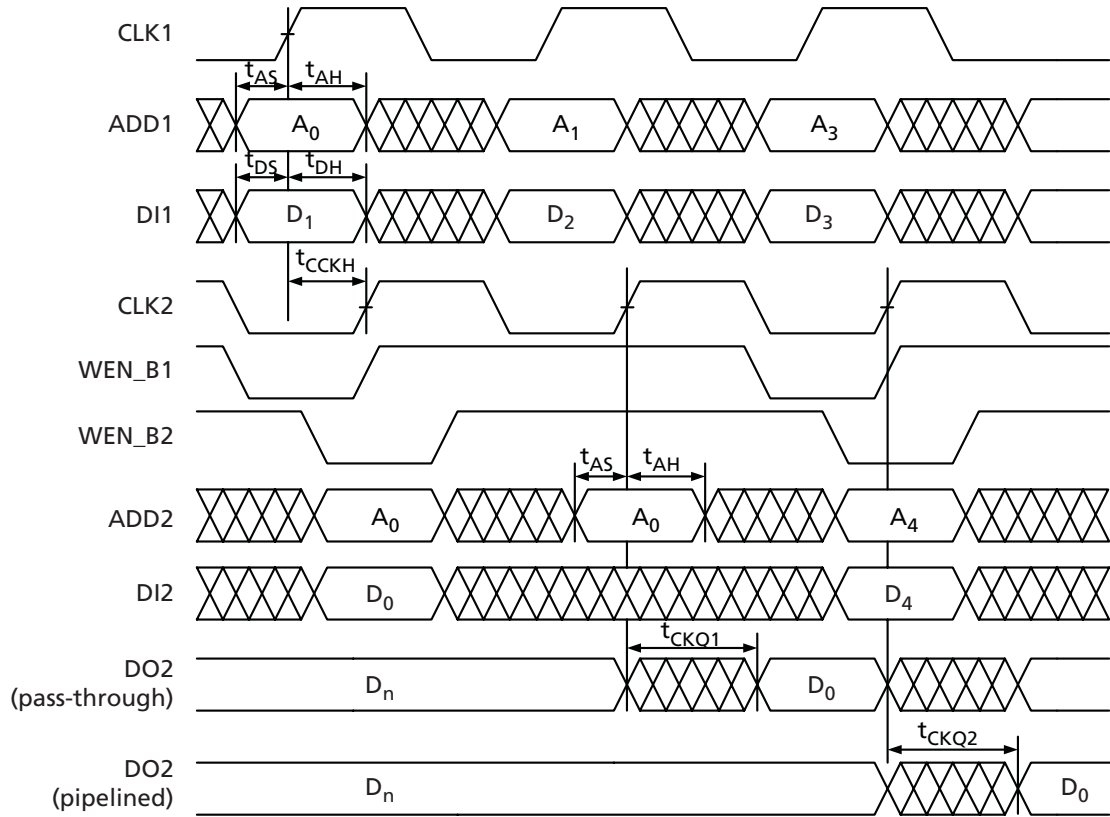 CLK1
tAS tAH
ADD1 A0 A1 A3
tDS tDH
DI1 D1 D2 D3
tCCKH
CLK2
WEN_B1
WEN_B2
tAS tAH
ADD2 A0 A0 A4
DI2 D0 D4
tCKQ1
DO2
(pass-through) Dn D0
tCKQ2
DO2
(pipelined) Dn D0